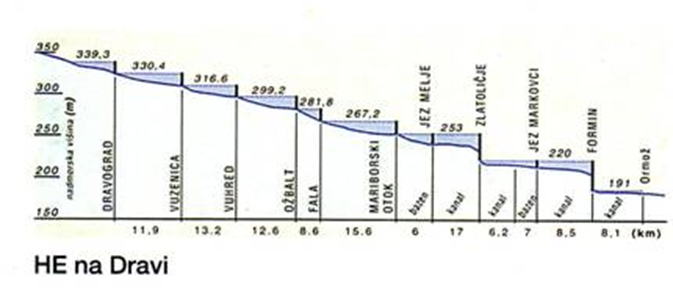 350
300
250
200
150
nadmorska višina (m)
339,3
330,4
316.6
299,2
281,8
267,2
253
220
191
DRAVOGRAD
VUZENICA
VUHRED
OŽBALT
FALA
MARIBORSKI
OTOK
JEZ MELJE
ZLATOLIČJE
JEZ MARKOVCI
FORMIN
Ormož
bazen
kanal
kanal
bazen
kanal
kanal
11,9
13.2
12.6
8.6
15.6
6
17
6,2
7
8,5
8,1 (km)
HE na Dravi